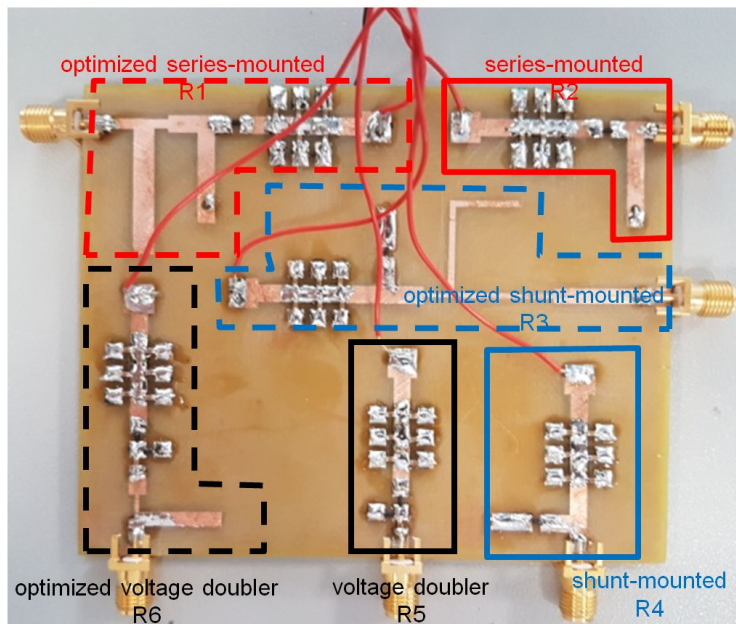 optimized series-mounted
R1
series-mounted
R2
optimized shunt-mounted
R3
optimized voltage doubler
R6
voltage doubler
R5
shunt-mounted
R4